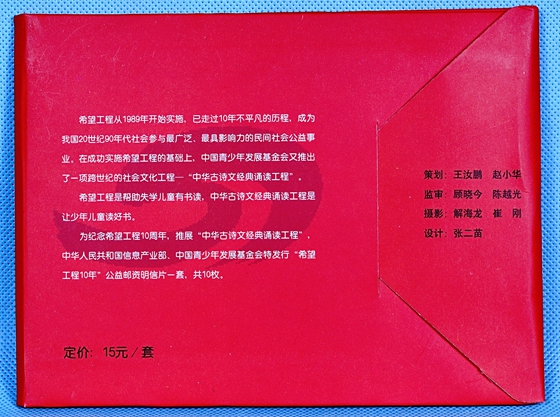 希望工程从1989年开始实施，已走过10年不平凡的历程，成为
我国20世纪90年代社会参与最广泛、最具影响力的民间社会公益事
业。在成功实施希望工程的基础上，中国青少年发展基金会又推出
了一项跨世纪的社会文化工程—“中华古诗文经典诵读工程”。
希望工程是帮助失学儿童有书读，中华古诗文经典诵读工程是
让少年儿童读好书。
为纪念希望工程10周年，推展“中华古诗文经典诵读工程”，
中华人民共和国信息产业部、中国青少年发展基金会特发行“希望
工程10年”公益邮资明信片一套，共10枚。
定价：15元／套
策划：王汝鹏 赵小华
监审：顾晓今 陈越光
摄影：解海龙 崔 刚
设计：张二苗